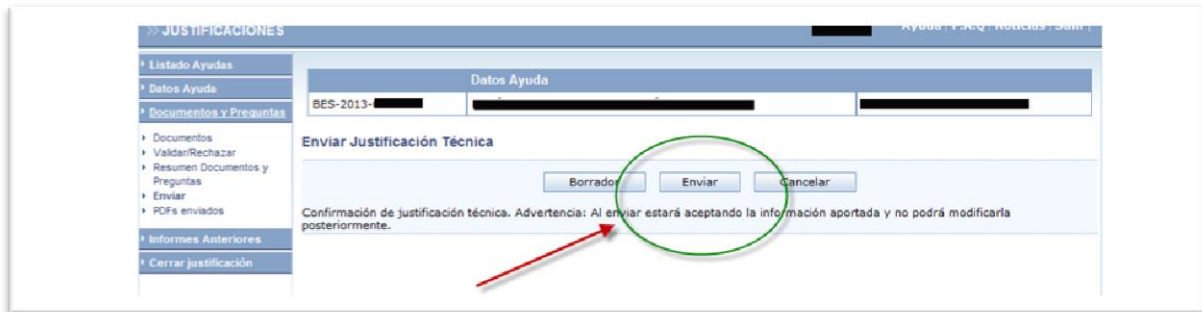 >> JUSTIFICACIONES
Ayuda | F.A.Q | Noticias | Salir |
Listado Ayudas
Datos Ayuda
Documentos y Preguntas
Documentos
Validar/Rechazar
Resumen Documentos y
Preguntas
Enviar
PDFs enviados
Informes Anteriores
Cerrar justificación
Datos Ayuda
BES-2013-
Enviar Justificación Técnica
Borrador
Enviar
Cancelar
Confirmación de justificación técnica. Advertencia: Al enviar estará aceptando la información aportada y no podrá modificarla
posteriormente.